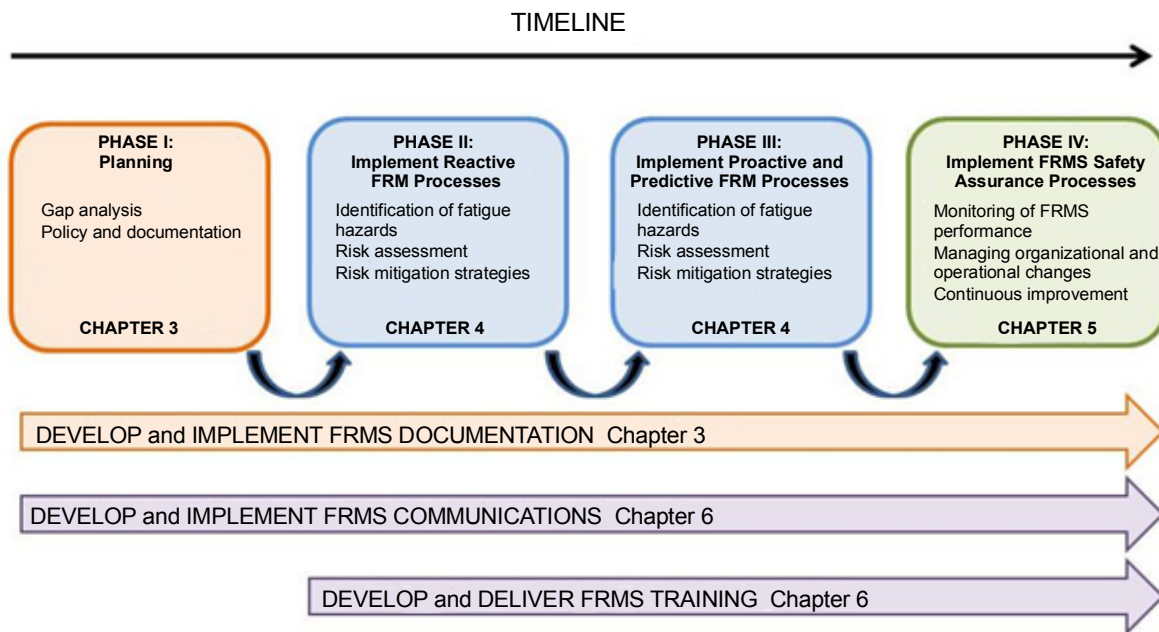 TIMELINE
PHASE I:
Planning
Gap analysis
Policy and documentation
CHAPTER 3
PHASE II:
Implement Reactive
FRM Processes
Identification of fatigue
hazards
Risk assessment
Risk mitigation strategies
CHAPTER 4
PHASE III:
Implement Proactive and
Predictive FRM Processes
Identification of fatigue
hazards
Risk assessment
Risk mitigation strategies
CHAPTER 4
PHASE IV:
Implement FRMS Safety
Assurance Processes
Monitoring of FRMS
performance
Managing organizational and
operational changes
Continuous improvement
CHAPTER 5
DEVELOP and IMPLEMENT FRMS DOCUMENTATION Chapter 3
DEVELOP and IMPLEMENT FRMS COMMUNICATIONS Chapter 6
DEVELOP and DELIVER FRMS TRAINING Chapter 6